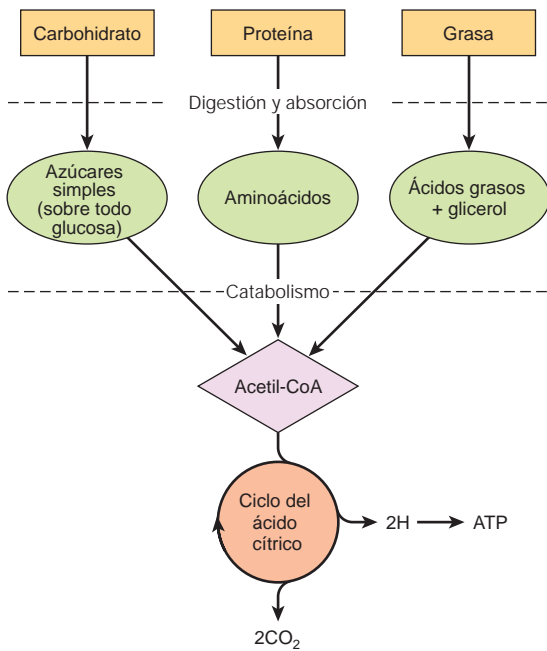 Carbohidrato
Proteína
Grasa
Digestión y absorción
Azúcares
simples
(sobre todo
glucosa)
Aminoácidos
Ácidos grasos
+ glicerol
Catabolismo
Acetil-CoA
Ciclo del
ácido
cítrico
2H
ATP
2CO₂